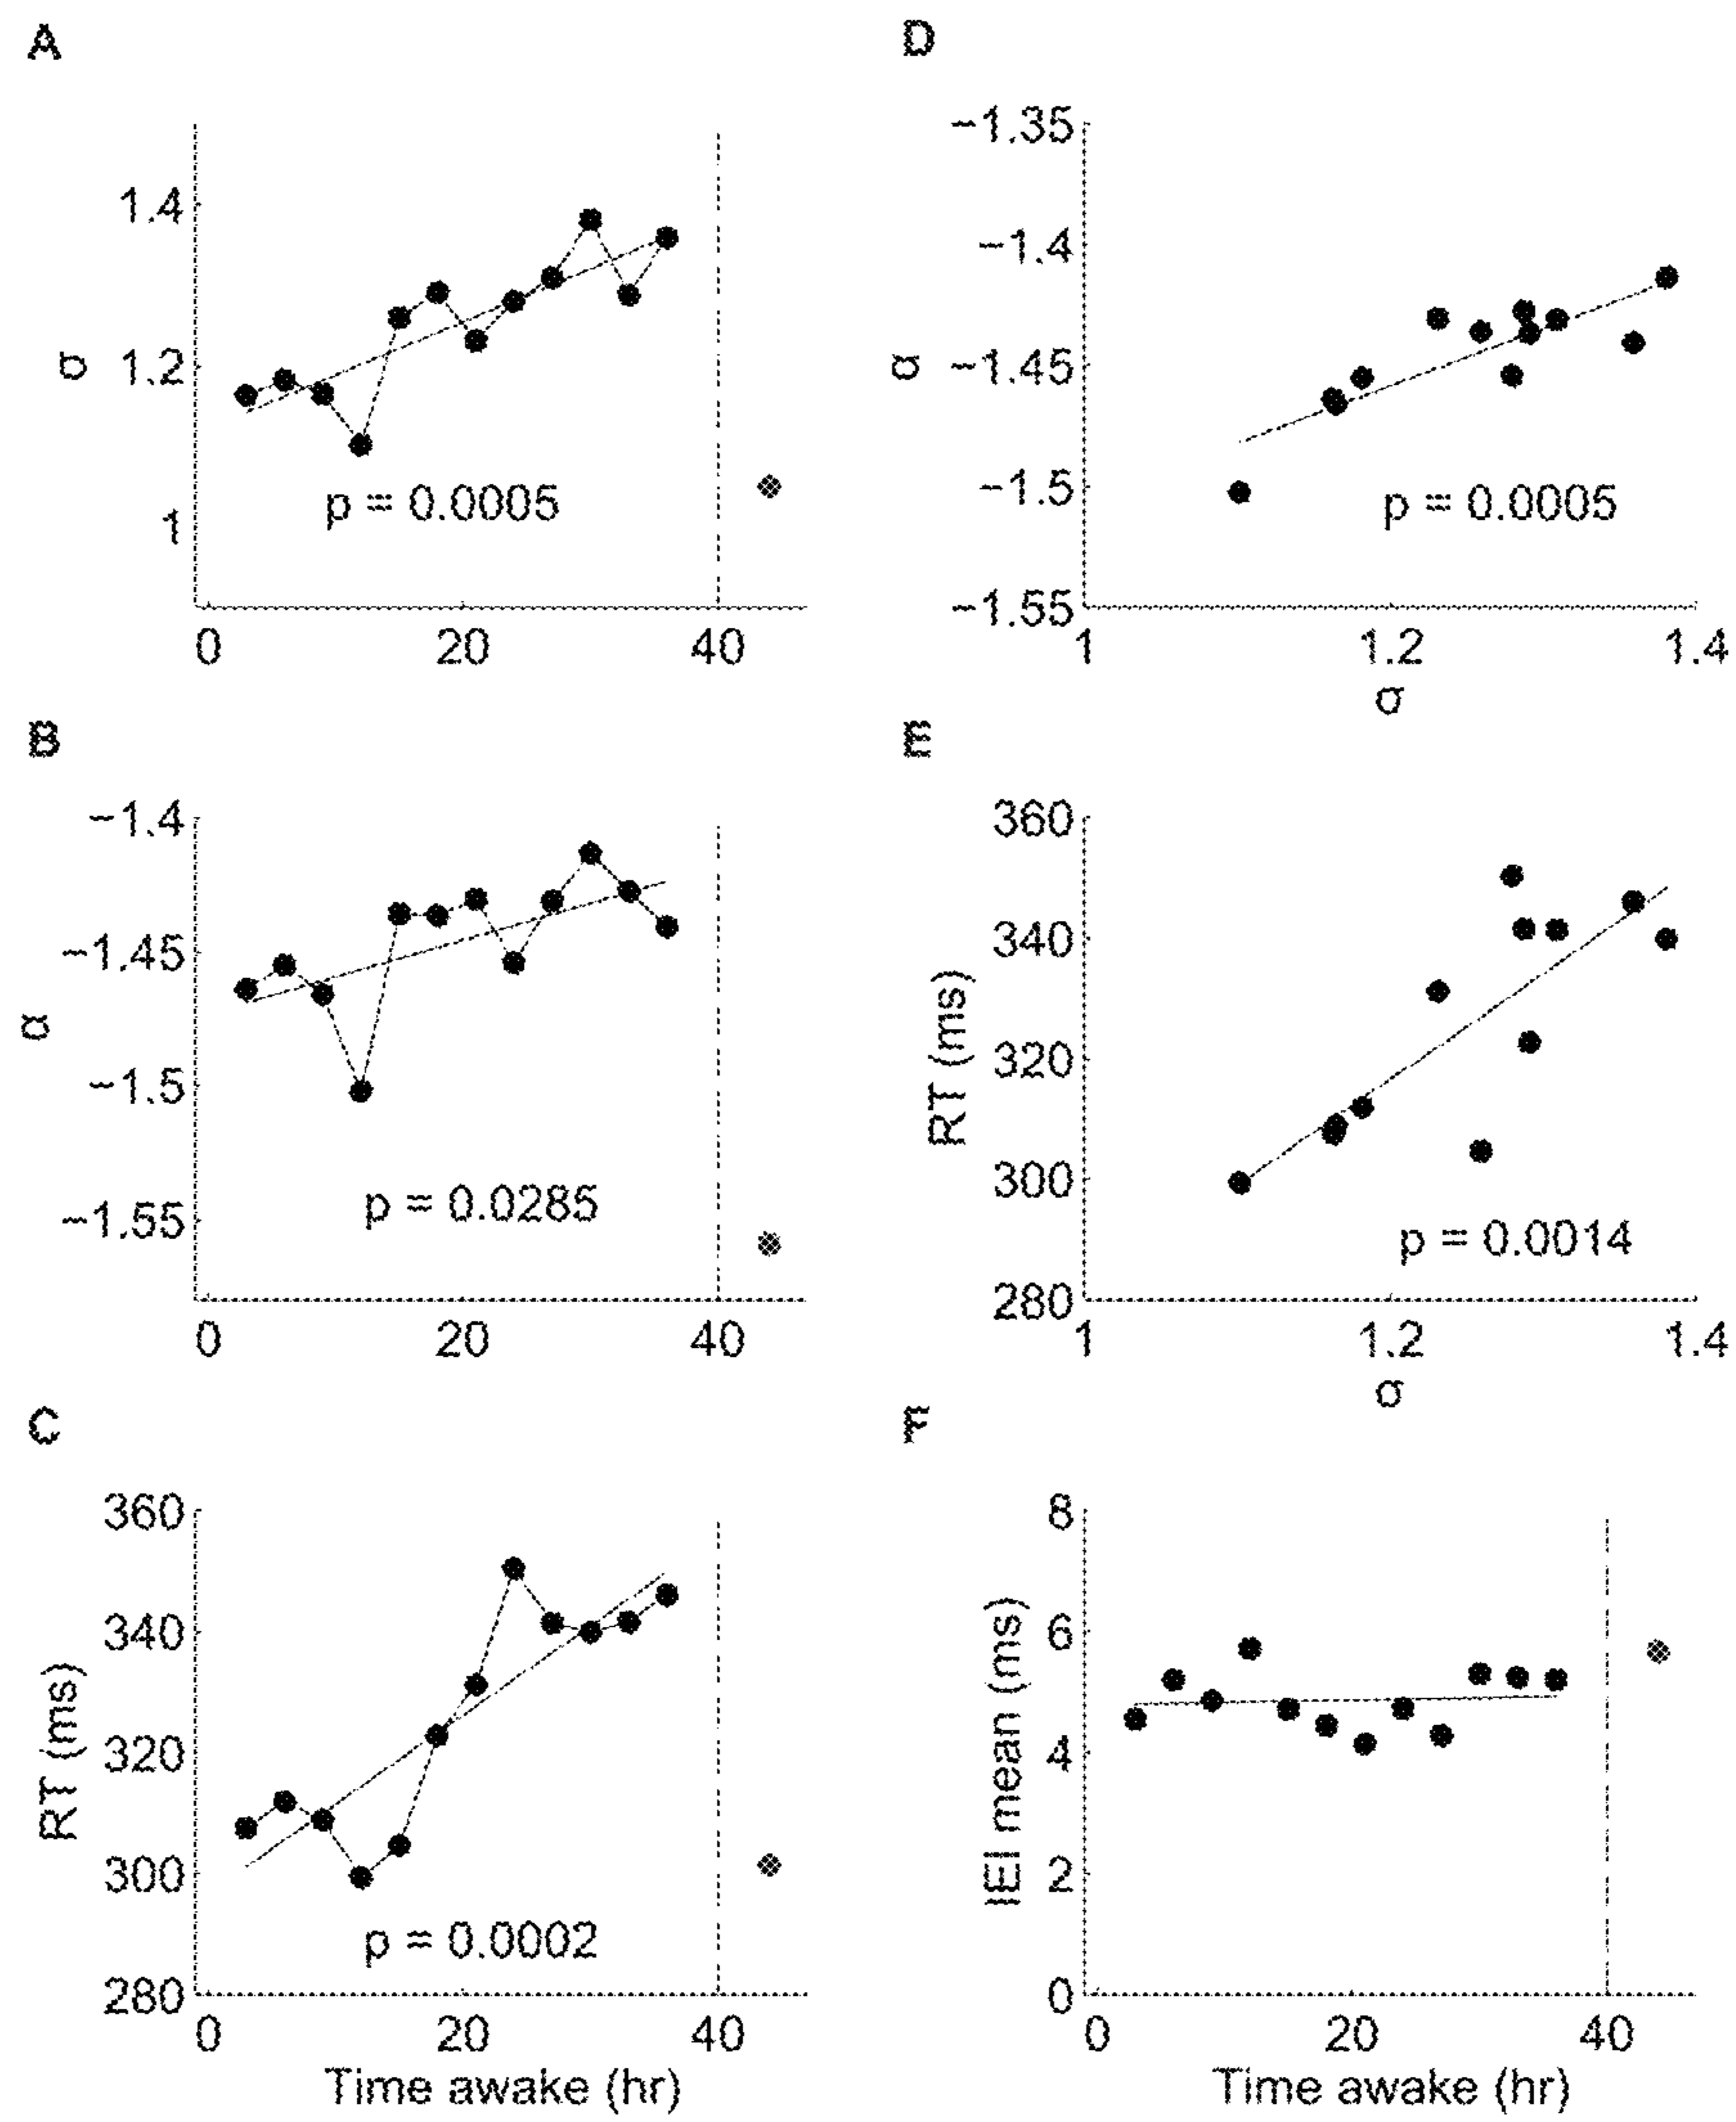 A
1.4
1.2
1
σ
p = 0.0005
0 20 40
B
−1.4
−1.45
−1.5
−1.55
α
p = 0.0285
0 20 40
C
360
340
320
300
280
RT (ms)
p = 0.0002
0 20 40
Time awake (hr)
D
−1.35
−1.4
−1.45
−1.5
−1.55
α
p = 0.0005
1 1.2 1.4
σ
E
360
340
320
300
280
RT (ms)
p = 0.0014
1 1.2 1.4
σ
F
8
6
4
2
0
IEI mean (ms)
0 20 40
Time awake (hr)